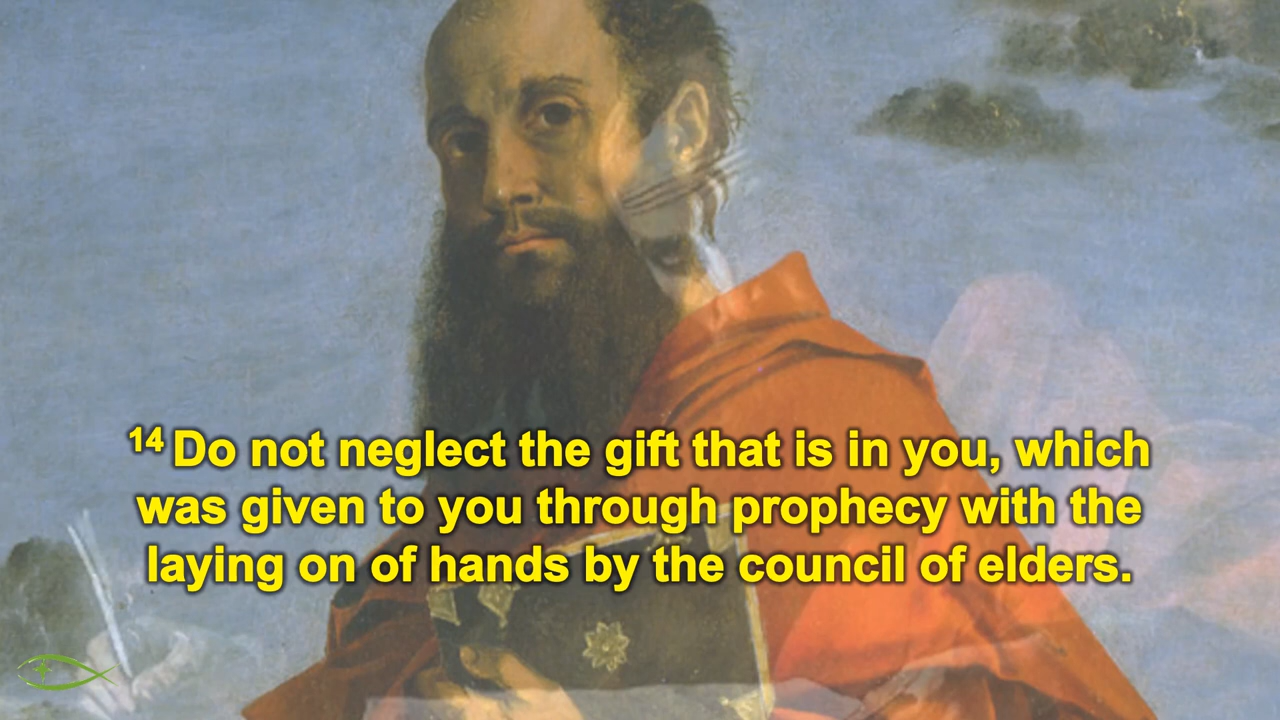 14 Do not neglect the gift that is in you, which
was given to you through prophecy with the
laying on of hands by the council of elders.